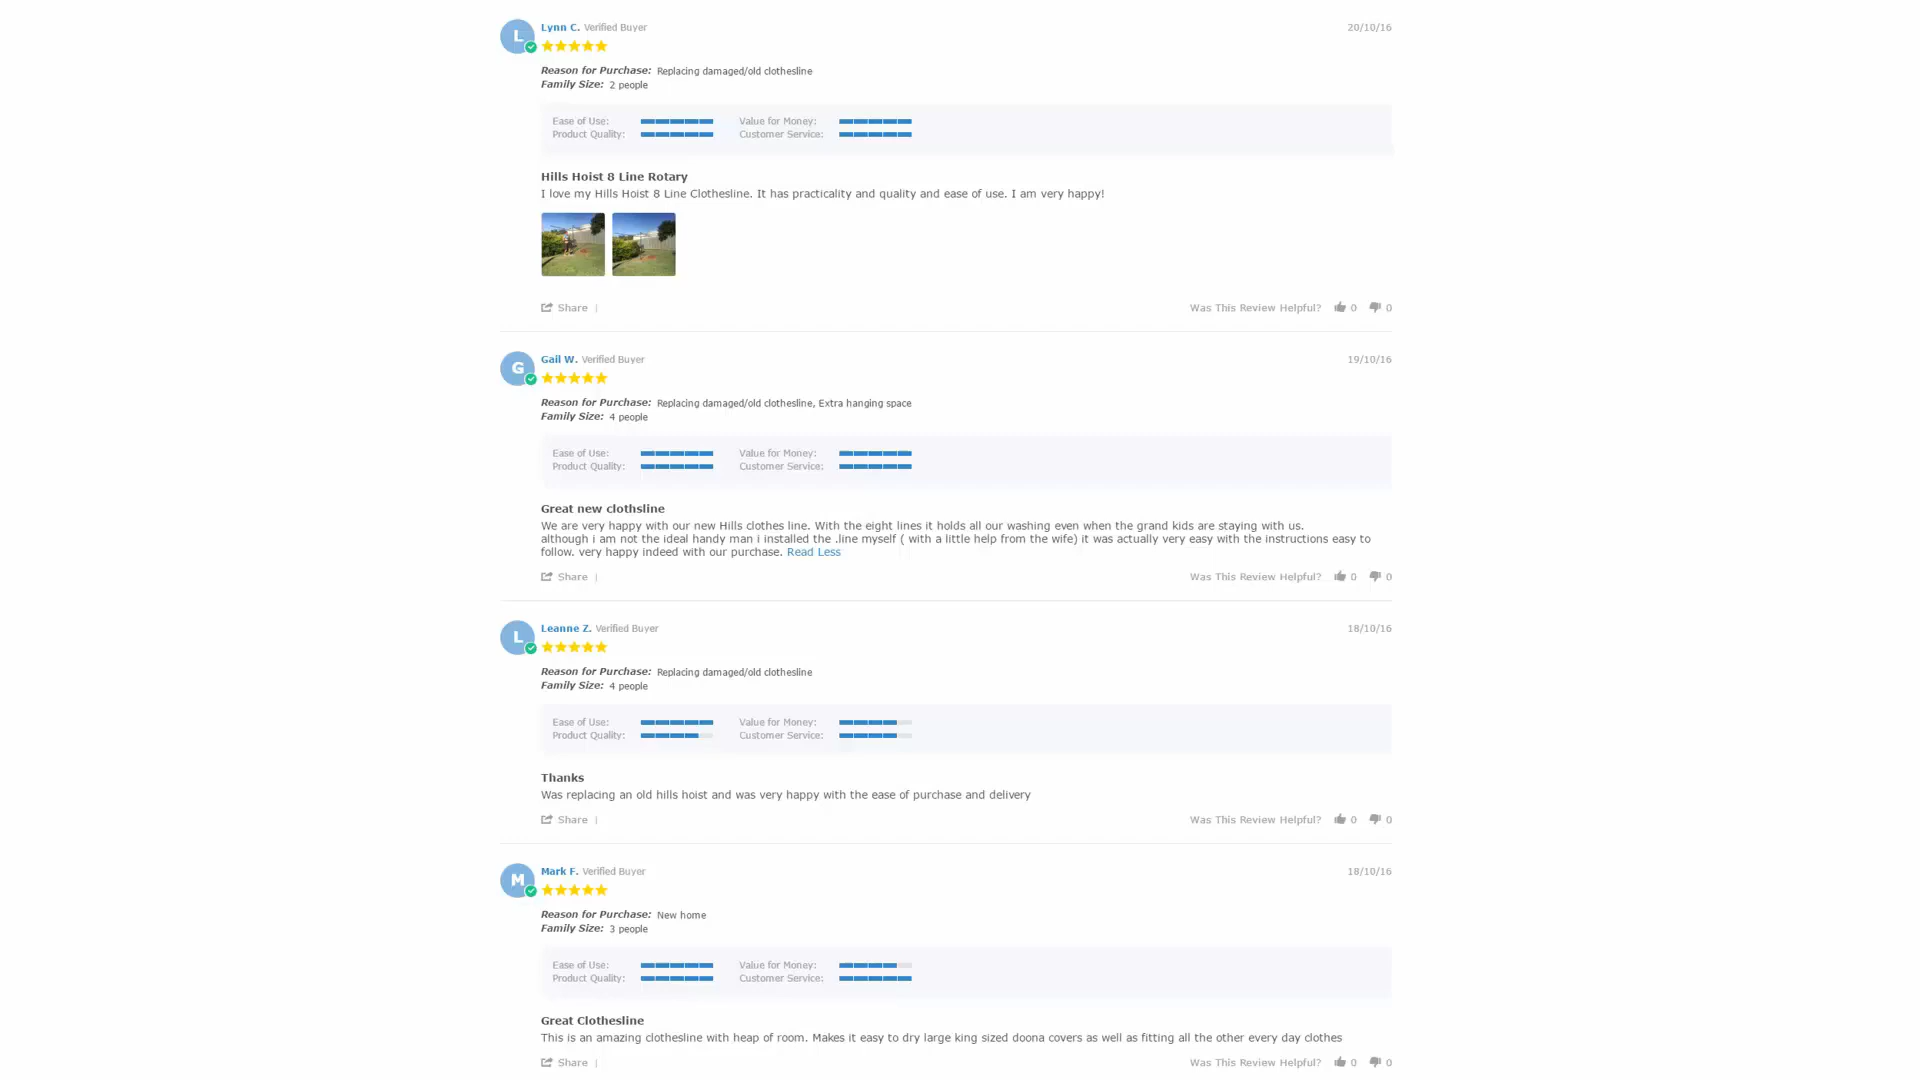 L
Lynn C. Verified Buyer
20/10/16
Reason for Purchase: Replacing damaged/old clothesline
Family Size: 2 people
Ease of Use:
Value for Money:
Product Quality:
Customer Service:
Hills Hoist 8 Line Rotary
I love my Hills Hoist 8 Line Clothesline. It has practicality and quality and ease of use. I am very happy!
Share |
Was This Review Helpful? 0 0
G
Gail W. Verified Buyer
19/10/16
Reason for Purchase: Replacing damaged/old clothesline, Extra hanging space
Family Size: 4 people
Ease of Use:
Value for Money:
Product Quality:
Customer Service:
Great new clothsline
We are very happy with our new Hills clothes line. With the eight lines it holds all our washing even when the grand kids are staying with us.
although i am not the ideal handy man i installed the .line myself ( with a little help from the wife) it was actually very easy with the instructions easy to
follow. very happy indeed with our purchase. Read Less
Share |
Was This Review Helpful? 0 0
L
Leanne Z. Verified Buyer
18/10/16
Reason for Purchase: Replacing damaged/old clothesline
Family Size: 4 people
Ease of Use:
Value for Money:
Product Quality:
Customer Service:
Thanks
Was replacing an old hills hoist and was very happy with the ease of purchase and delivery
Share |
Was This Review Helpful? 0 0
M
Mark F. Verified Buyer
18/10/16
Reason for Purchase: New home
Family Size: 3 people
Ease of Use:
Value for Money:
Product Quality:
Customer Service:
Great Clothesline
This is an amazing clothesline with heap of room. Makes it easy to dry large king sized doona covers as well as fitting all the other every day clothes
Share |
Was This Review Helpful? 0 0